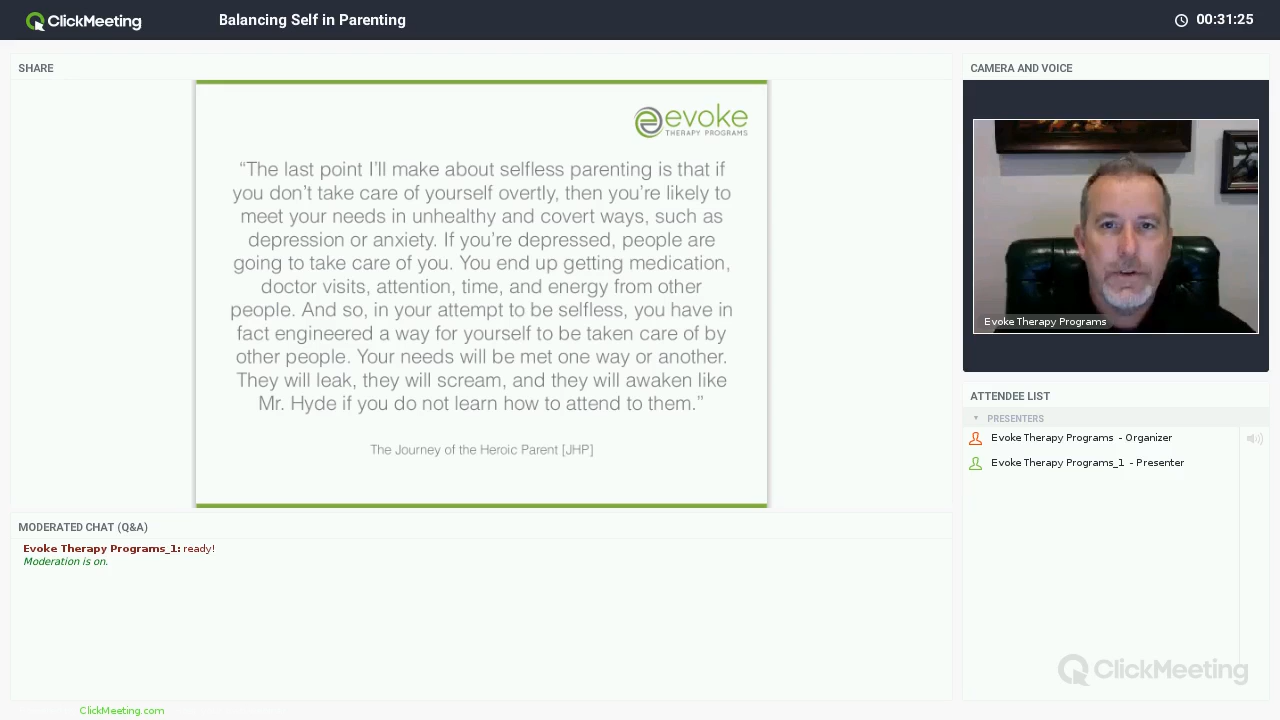 ClickMeeting
Balancing Self in Parenting
00:31:25
SHARE
evoke
THERAPY PROGRAMS
“The last point I’ll make about selfless parenting is that if
you don’t take care of yourself overtly, then you’re likely to
meet your needs in unhealthy and covert ways, such as
depression or anxiety. If you’re depressed, people are
going to take care of you. You end up getting medication,
doctor visits, attention, time, and energy from other
people. And so, in your attempt to be selfless, you have in
fact engineered a way for yourself to be taken care of by
other people. Your needs will be met one way or another.
They will leak, they will scream, and they will awaken like
Mr. Hyde if you do not learn how to attend to them.”
The Journey of the Heroic Parent [JHP]
CAMERA AND VOICE
Evoke Therapy Programs
ATTENDEE LIST
PRESENTERS
Evoke Therapy Programs - Organizer
Evoke Therapy Programs_1 - Presenter
MODERATED CHAT (Q&A)
Evoke Therapy Programs_1: ready!
Moderation is on.
ClickMeeting
ClickMeeting.com